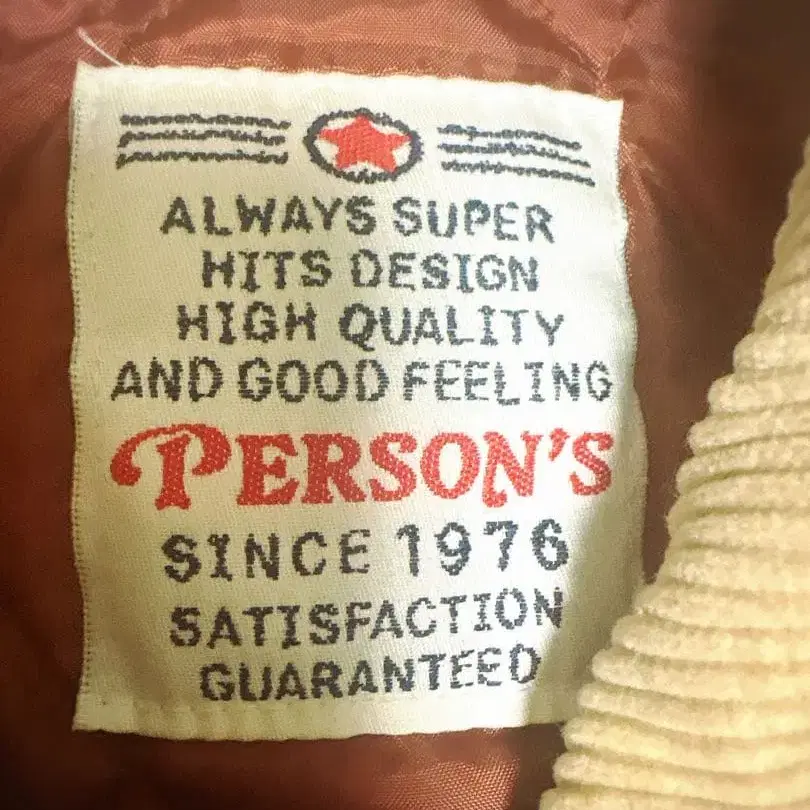 ALWAYS SUPER
HITS DESIGN
HIGH QUALITY
AND GOOD FEELING
PERSON'S
SINCE 1976
SATISFACTION
GUARANTEED